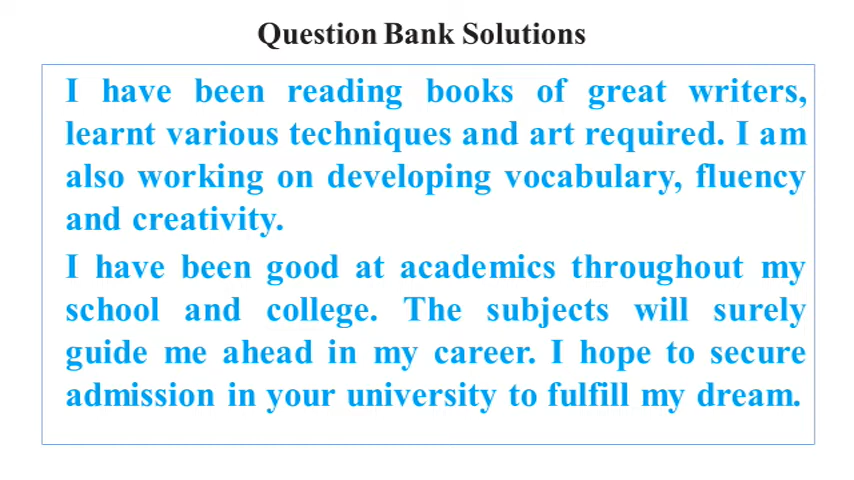 Question Bank Solutions
I have been reading books of great writers,
learnt various techniques and art required. I am
also working on developing vocabulary, fluency
and creativity.
I have been good at academics throughout my
school and college. The subjects will surely
guide me ahead in my career. I hope to secure
admission in your university to fulfill my dream.